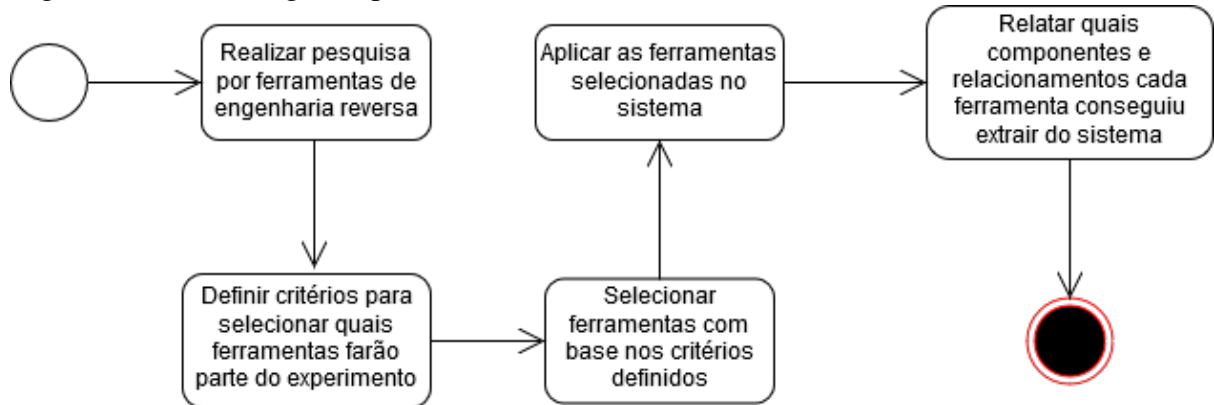 Realizar pesquisa
por ferramentas de
engenharia reversa
Definir critérios para
selecionar quais
ferramentas farão
parte do experimento
Selecionar
ferramentas com
base nos critérios
definidos
Aplicar as ferramentas
selecionadas no
sistema
Relatar quais
componentes e
relacionamentos cada
ferramenta conseguiu
extrair do sistema